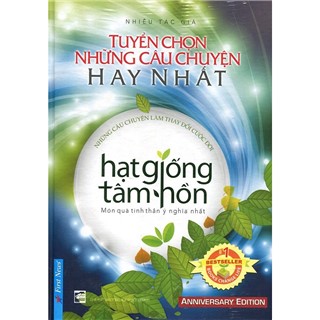 NHIỀU TÁC GIẢ
TUYỂN CHỌN
NHỮNG CÂU CHUYỆN
HAY NHẤT
NHỮNG CÂU CHUYỆN LÀM THAY ĐỔI CUỘC ĐỜI
hạt giống
tâm hồn
Món quà tinh thần ý nghĩa nhất
#1
BESTSELLER
First News
ANNIVERSARY EDITION